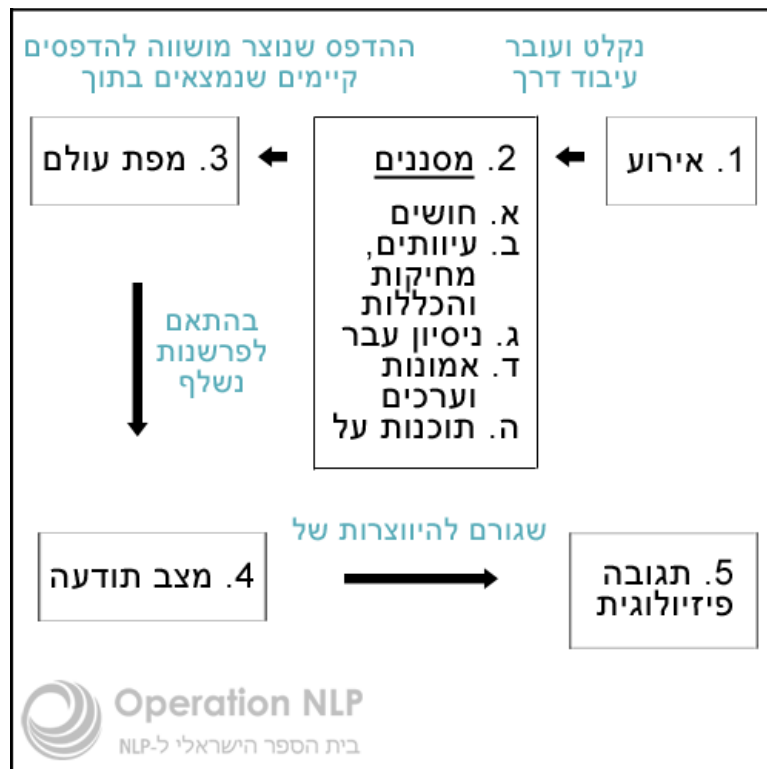 נקלט ועובר
עיבוד דרך
ההדפס שנוצר מושווה להדפסים
קיימים שנמצאים בתוך
1. אירוע
2. מסננים
א. חושים
ב. עיוותים,
מחיקות
והכללות
ג. ניסיון עבר
ד. אמונות
וערכים
ה. תוכנות על
3. מפת עולם
בהתאם
לפרשנות
נשלף
4. מצב תודעה
שגורם להיווצרות של
5. תגובה
פיזיולוגית
Operation NLP
בית הספר הישראלי ל-NLP